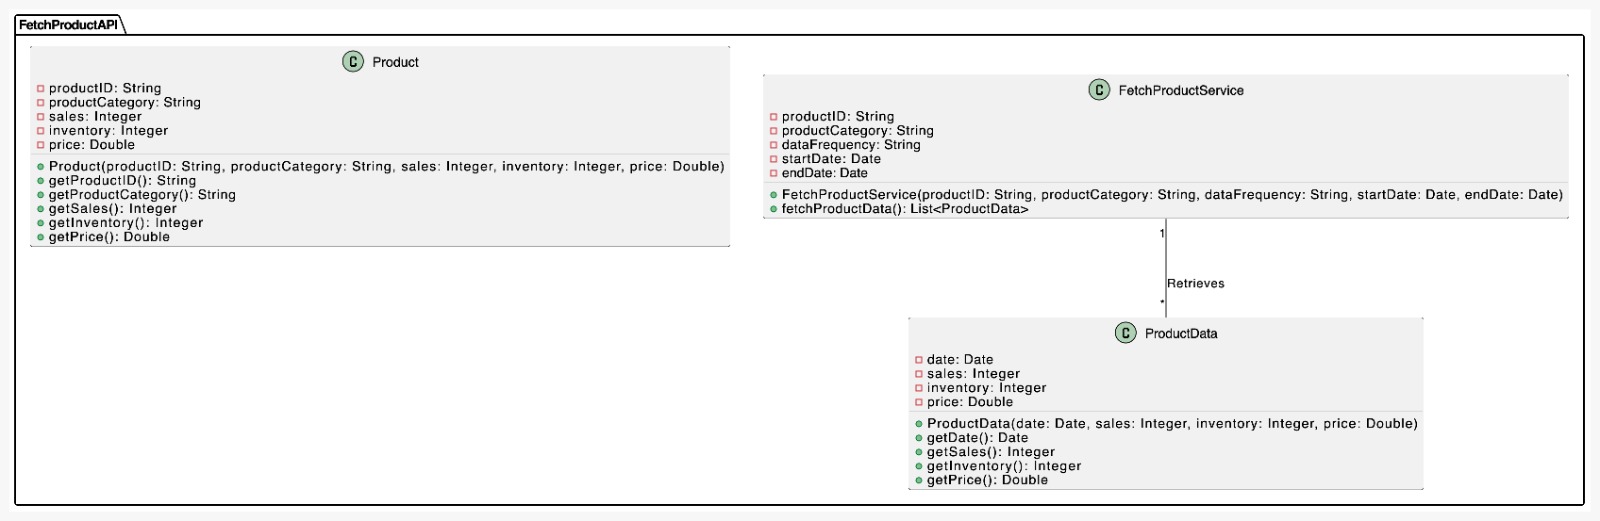 FetchProductAPI
C Product
productID: String
productCategory: String
sales: Integer
inventory: Integer
price: Double
Product(productID: String, productCategory: String, sales: Integer, inventory: Integer, price: Double)
getProductID(): String
getProductCategory(): String
getSales(): Integer
getInventory(): Integer
getPrice(): Double
C FetchProductService
productID: String
productCategory: String
dataFrequency: String
startDate: Date
endDate: Date
FetchProductService(productID: String, productCategory: String, dataFrequency: String, startDate: Date, endDate: Date)
fetchProductData(): List<ProductData>
1
Retrieves
*
C ProductData
date: Date
sales: Integer
inventory: Integer
price: Double
ProductData(date: Date, sales: Integer, inventory: Integer, price: Double)
getDate(): Date
getSales(): Integer
getInventory(): Integer
getPrice(): Double